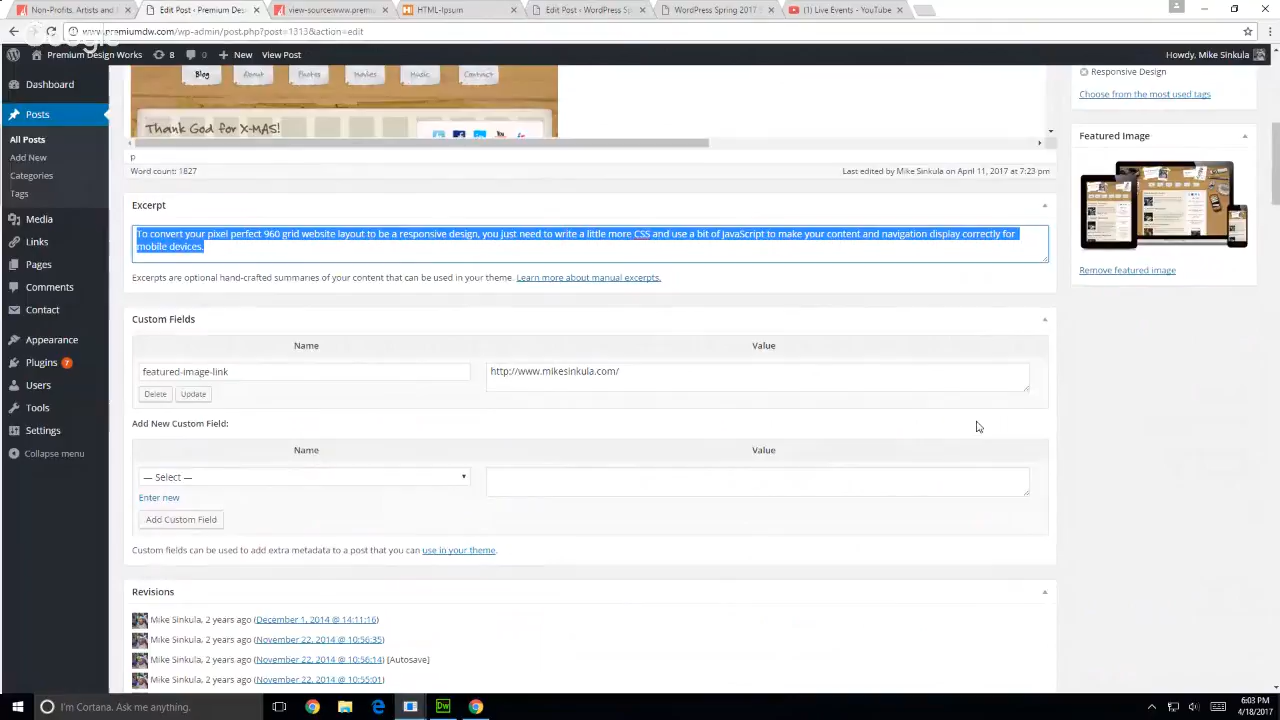 Non-Profits, Artists and
Edit Post ‹ Premium Des
view-source:www.premiu
HTML-Ipsum
Edit Post ‹ WordPress Sp
WordPress Spring 2017
(1) Live Events - YouTube
www.premiumdw.com/wp-admin/post.php?post=1313&action=edit
Premium Design Works
8
0
New
View Post
Howdy, Mike Sinkula
Dashboard
Posts
All Posts
Add New
Categories
Tags
Media
Links
Pages
Comments
Contact
Appearance
Plugins 7
Users
Tools
Settings
Collapse menu
Blog
About
Photos
Movies
Music
Contact
Thank God for X-MAS!
p
Word count: 1827
Last edited by Mike Sinkula on April 11, 2017 at 7:23 pm
Excerpt
To convert your pixel perfect 960 grid website layout to be a responsive design, you just need to write a little more CSS and use a bit of JavaScript to make your content and navigation display correctly for
mobile devices.
Excerpts are optional hand-crafted summaries of your content that can be used in your theme. Learn more about manual excerpts.
Custom Fields
Name
Value
featured-image-link
http://www.mikesinkula.com/
Delete
Update
Add New Custom Field:
Name
Value
— Select —
Enter new
Add Custom Field
Custom fields can be used to add extra metadata to a post that you can use in your theme.
Revisions
Mike Sinkula, 2 years ago (December 1, 2014 @ 14:11:16)
Mike Sinkula, 2 years ago (November 22, 2014 @ 10:56:35)
Mike Sinkula, 2 years ago (November 22, 2014 @ 10:56:14) [Autosave]
Mike Sinkula, 2 years ago (November 22, 2014 @ 10:55:01)
Responsive Design
Choose from the most used tags
Featured Image
Remove featured image
I'm Cortana. Ask me anything.
6:03 PM
4/18/2017